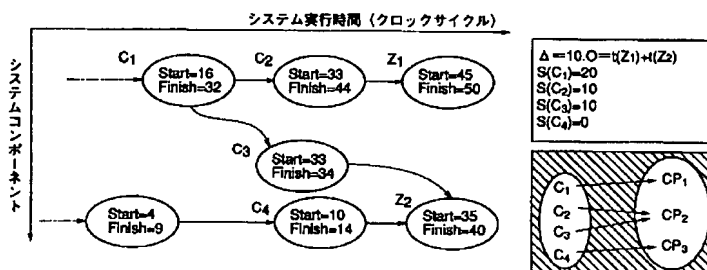 システム実行時間（クロックサイクル）
システムコンポーネント
C1
Start=16
Finish=32
C2
Start=33
Finish=44
Z1
Start=45
Finish=50
C3
Start=33
Finish=34
Start=4
Finish=9
C4
Start=10
Finish=14
Z2
Start=35
Finish=40
Δ=10.O=t(Z1)+t(Z2)
S(C1)=20
S(C2)=10
S(C3)=10
S(C4)=0
C1
C2
C3
C4
CP1
CP2
CP3